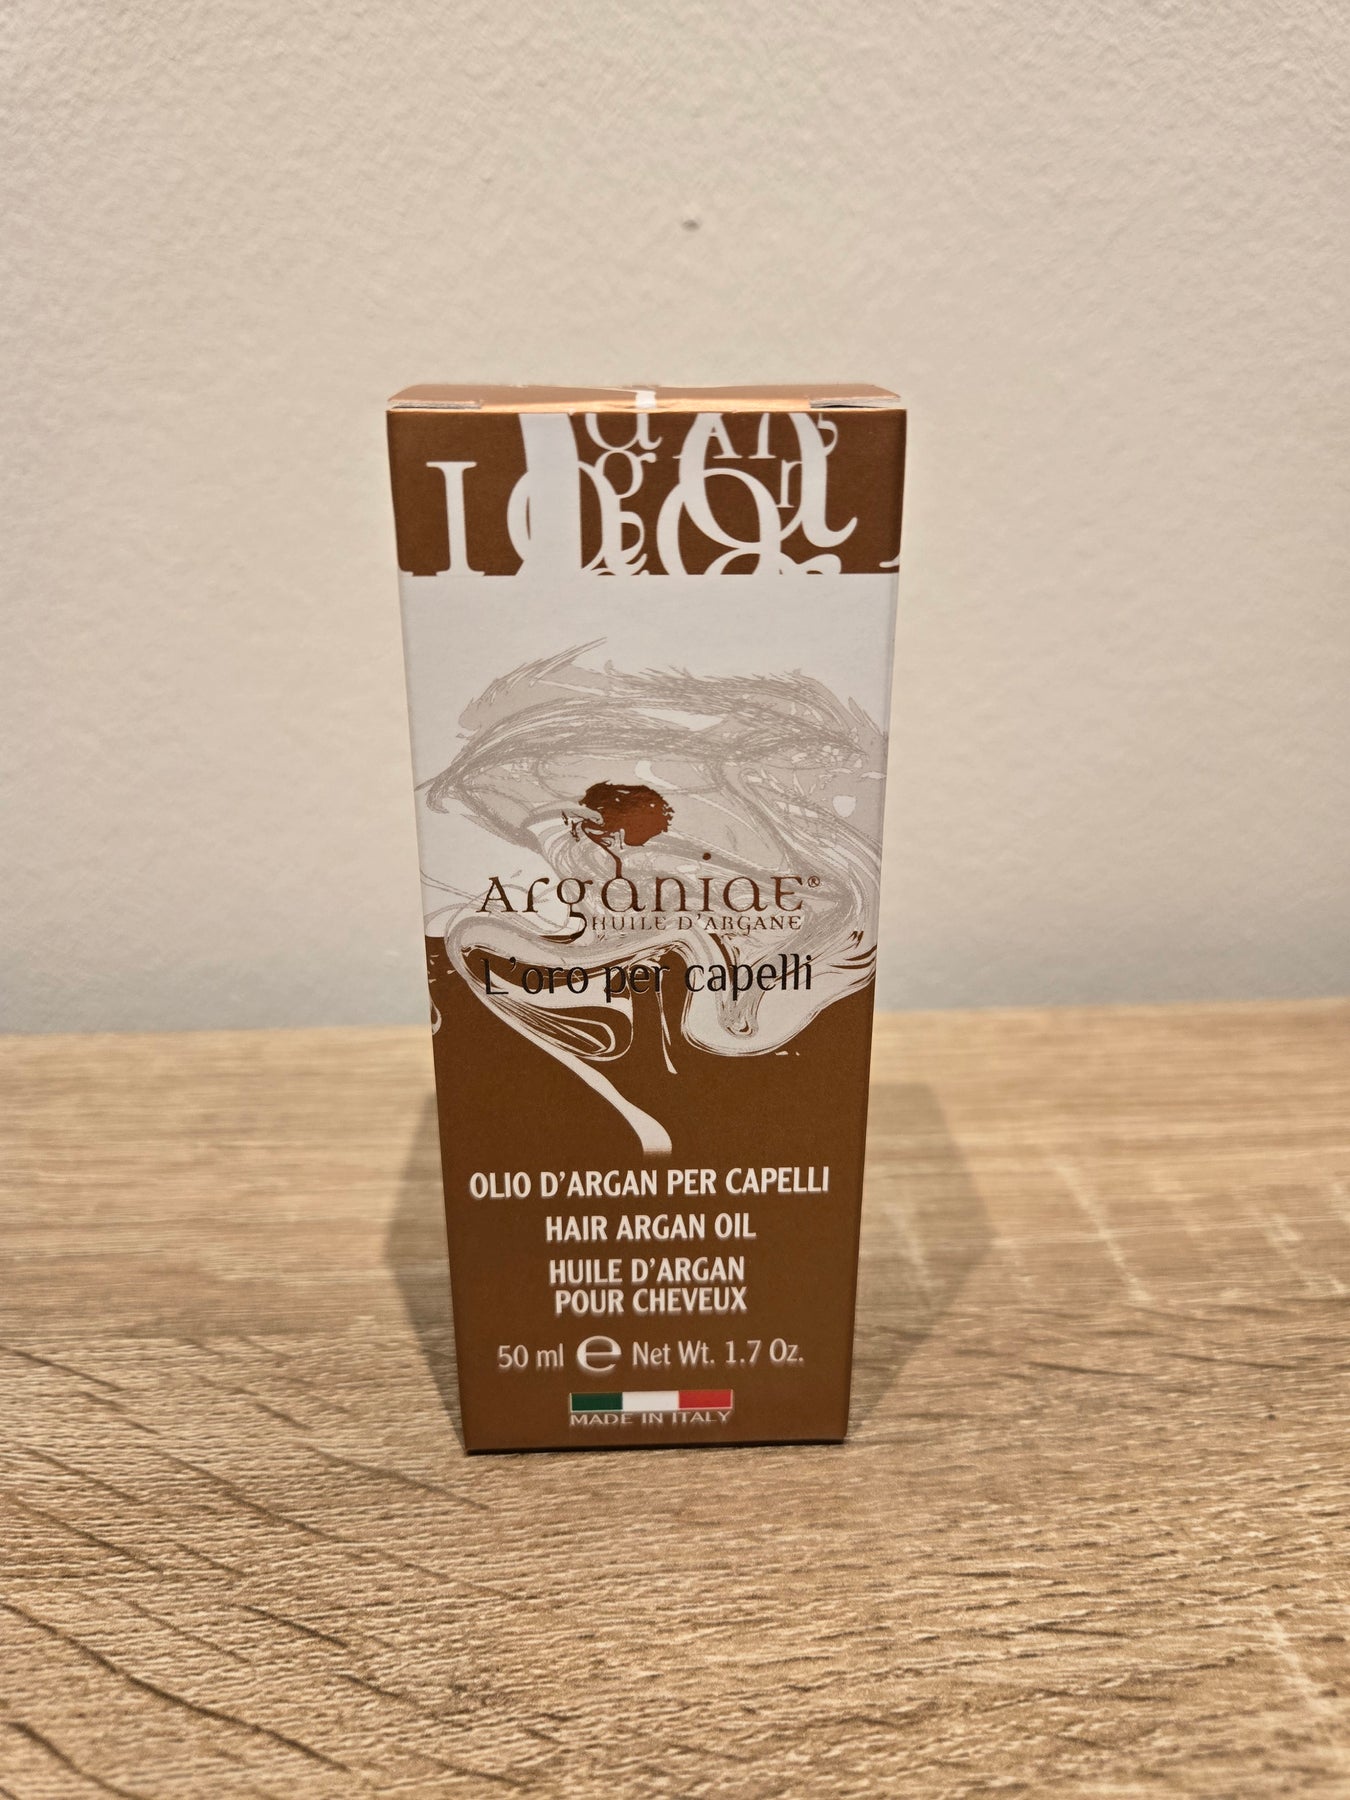 Arganiae®
HUILE D'ARGANE
L'oro per capelli
OLIO D'ARGAN PER CAPELLI
HAIR ARGAN OIL
HUILE D'ARGAN
POUR CHEVEUX
50 ml ℮ Net Wt. 1.7 Oz.
MADE IN ITALY